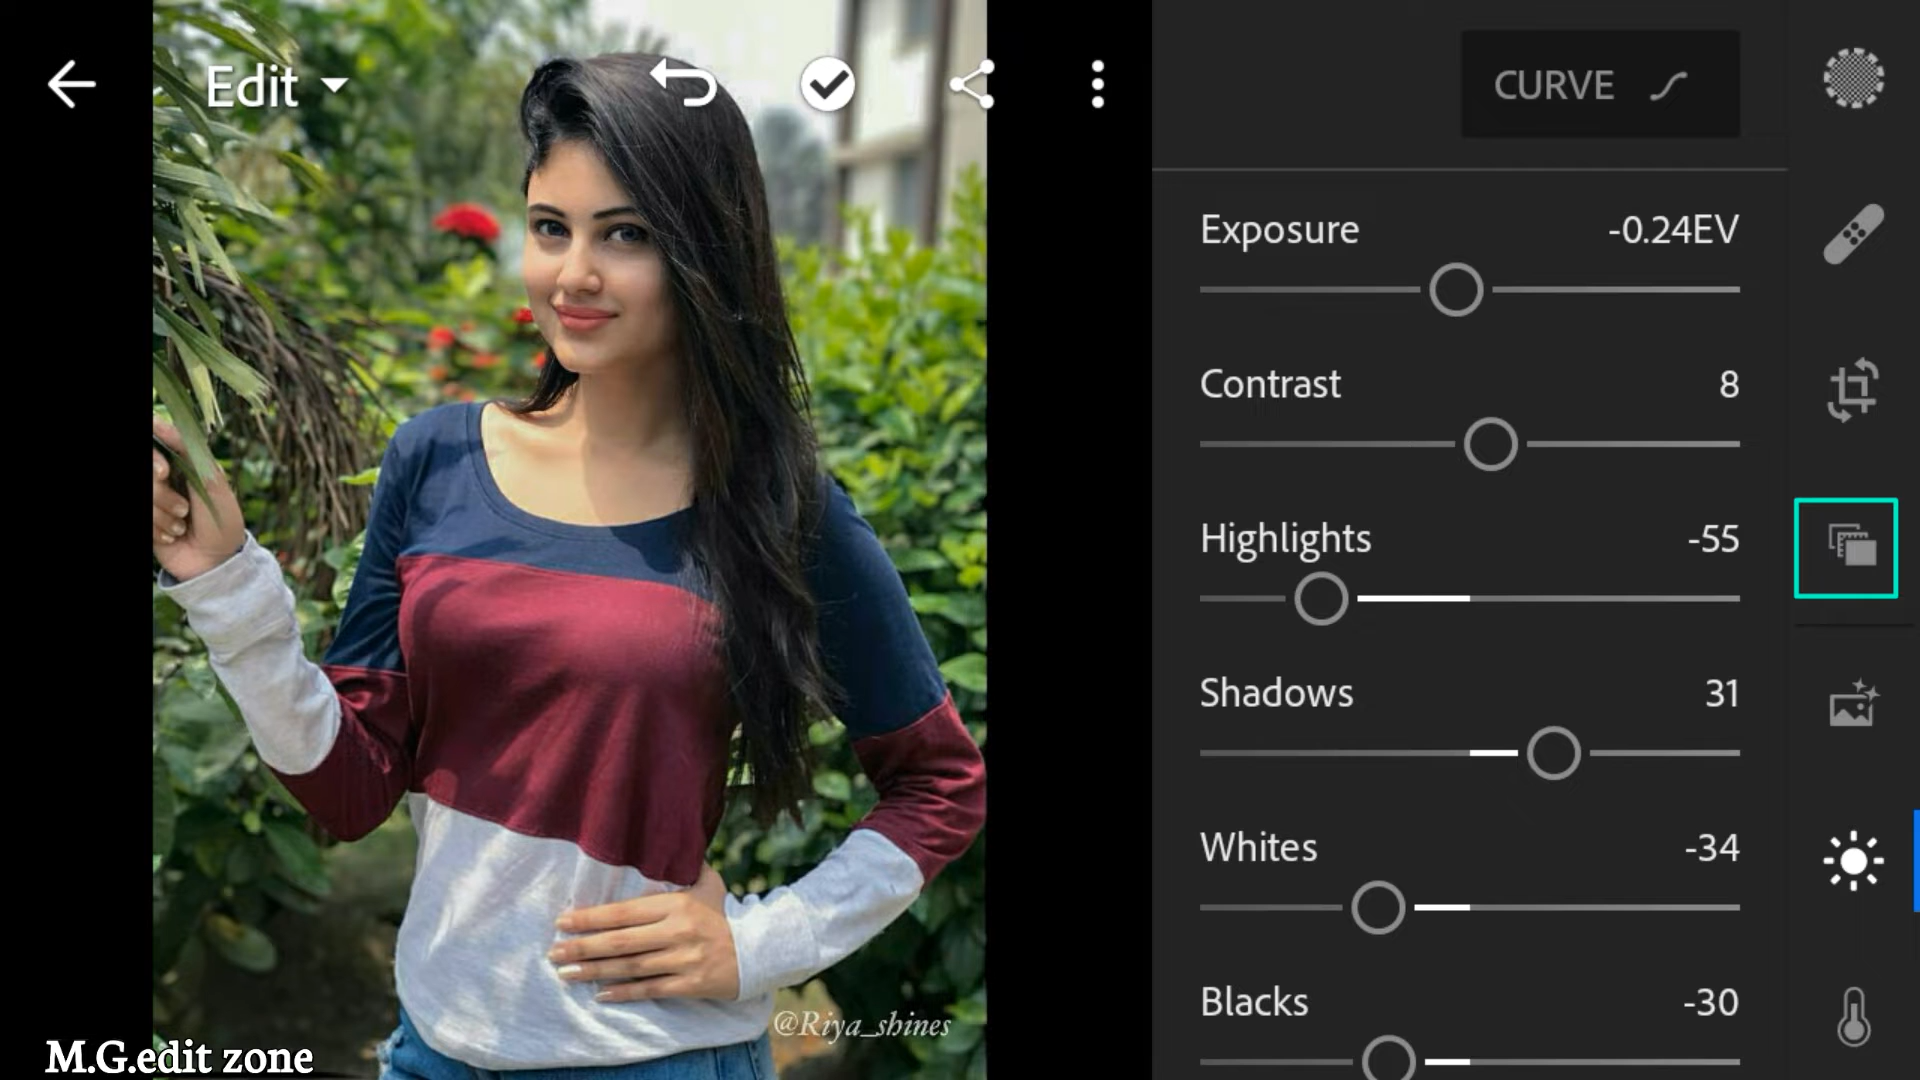 Edit
CURVE
Exposure -0.24EV
Contrast 8
Highlights -55
Shadows 31
Whites -34
Blacks -30
@Riya_shines
M.G.edit zone